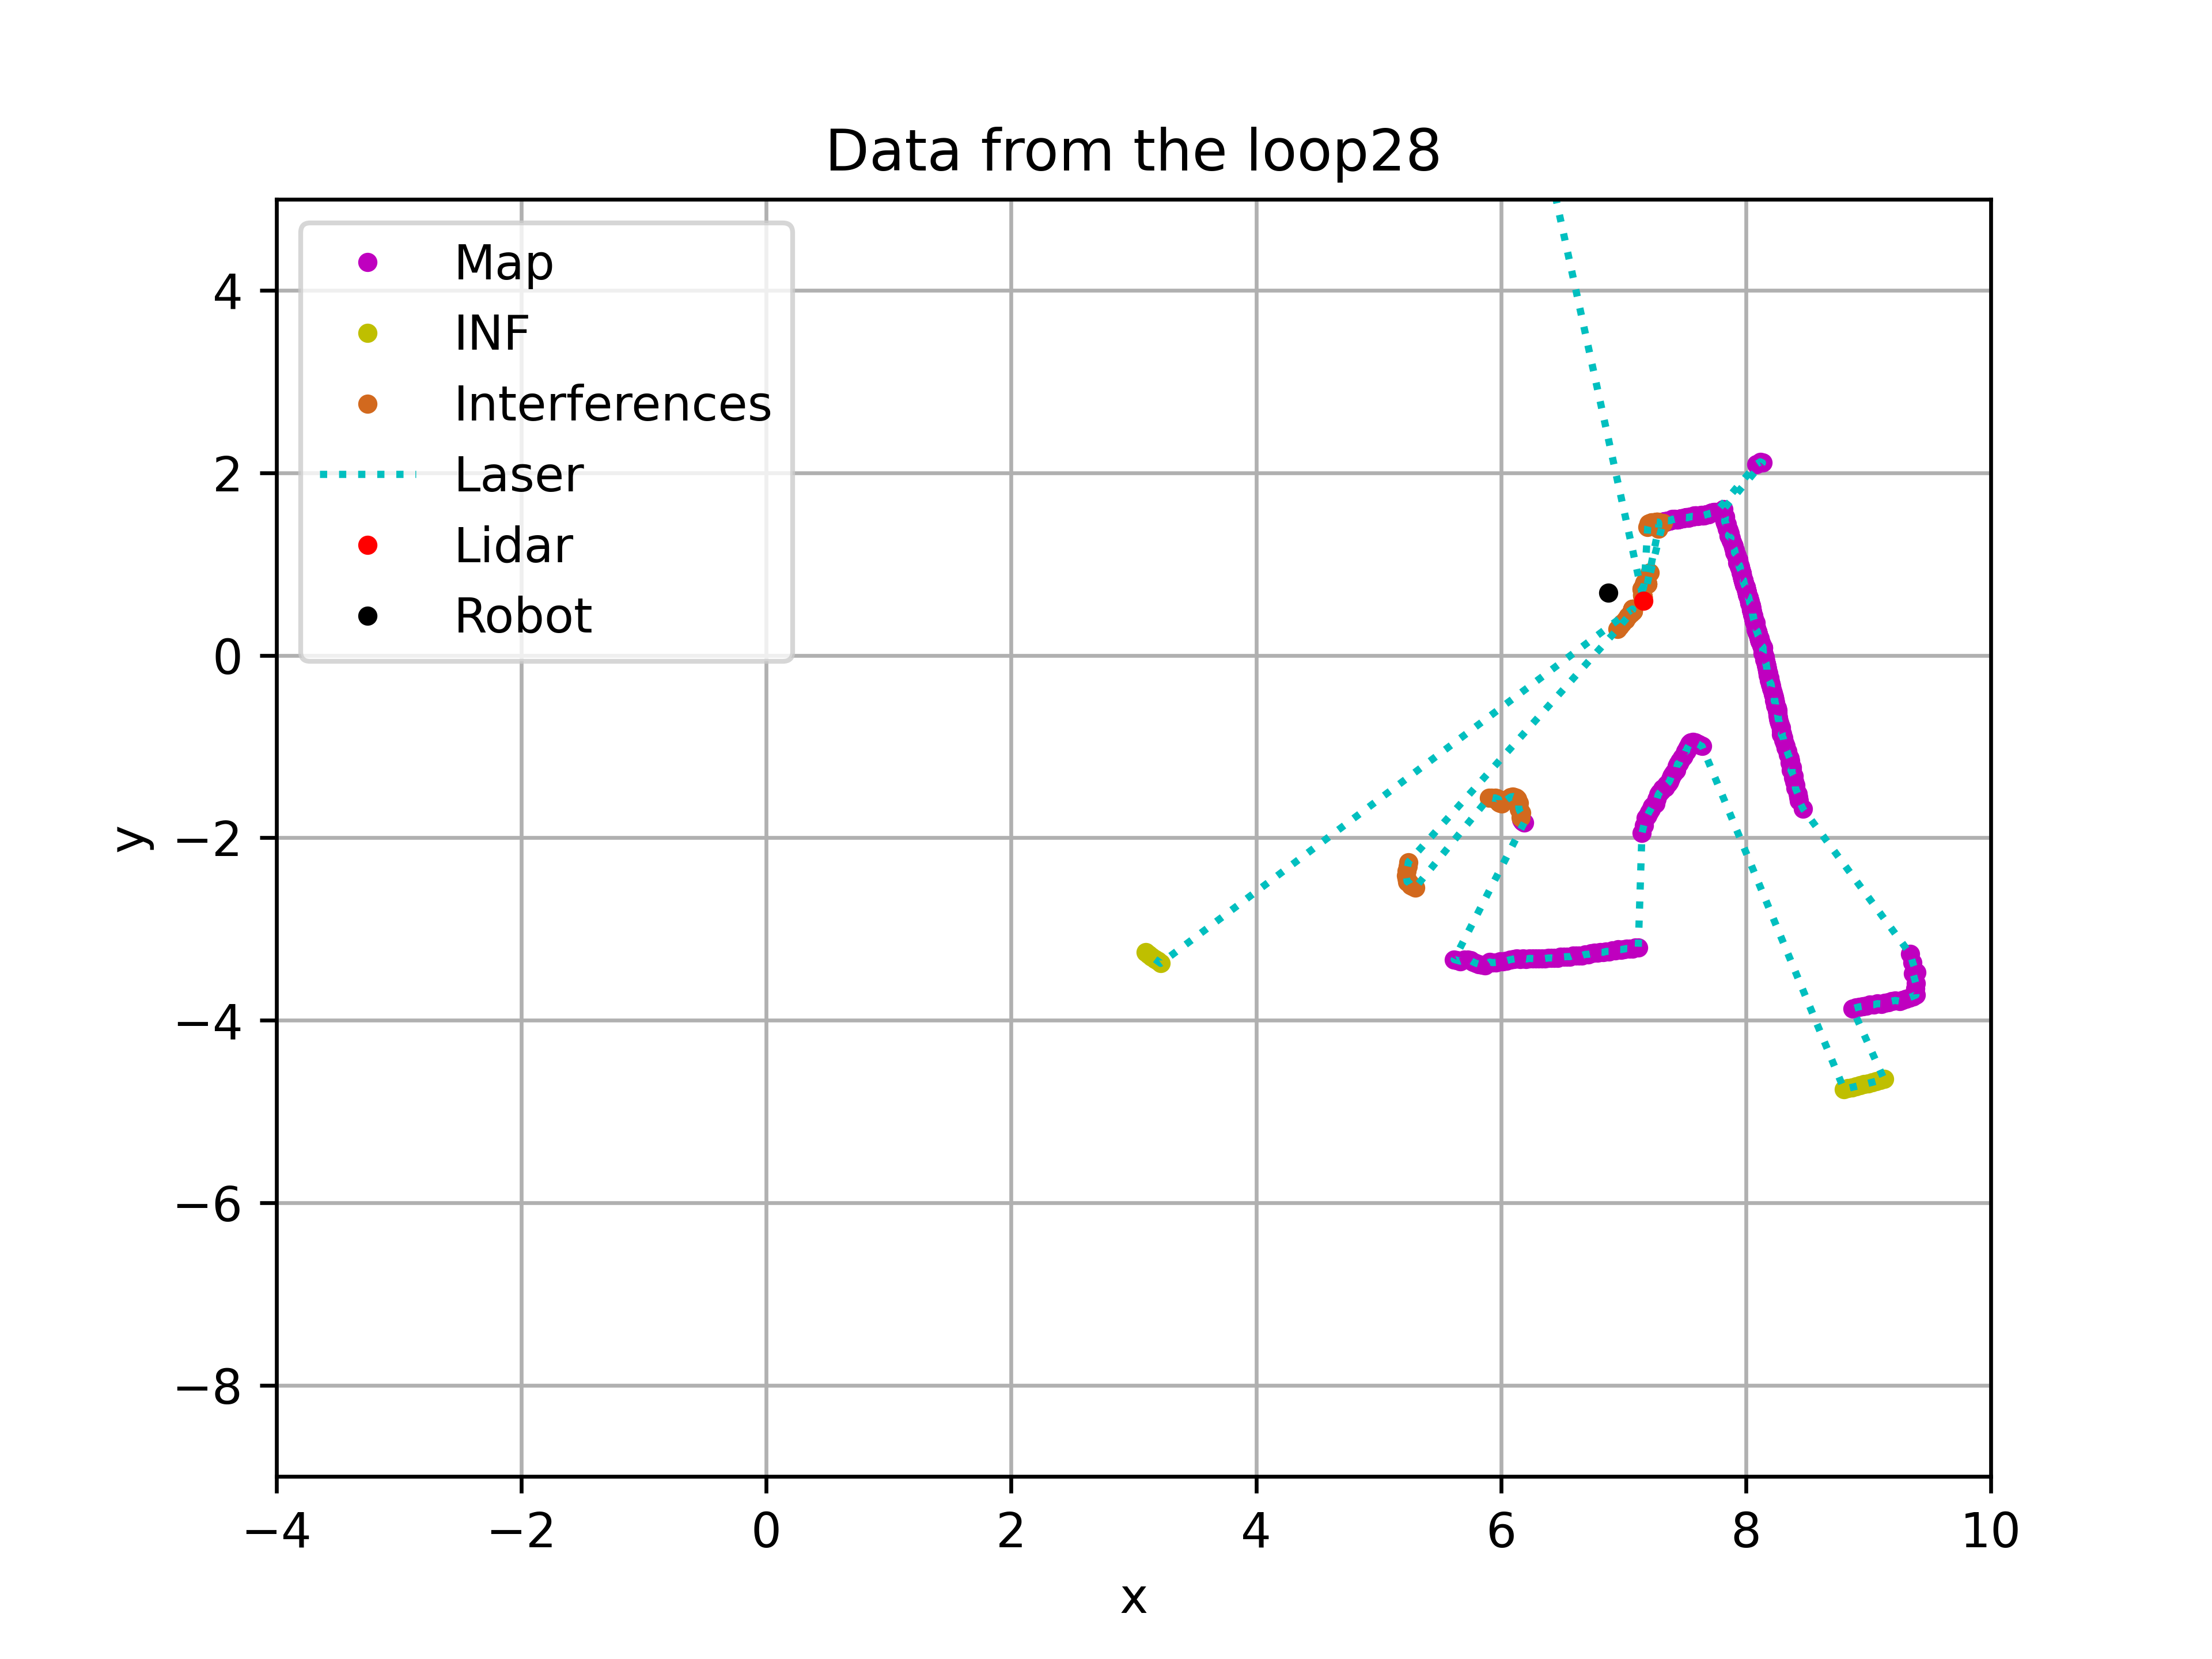 Data from the loop28
Map
INF
Interferences
Laser
Lidar
Robot
4
2
0
−2
−4
−6
−8
y
−4 −2 0 2 4 6 8 10
x